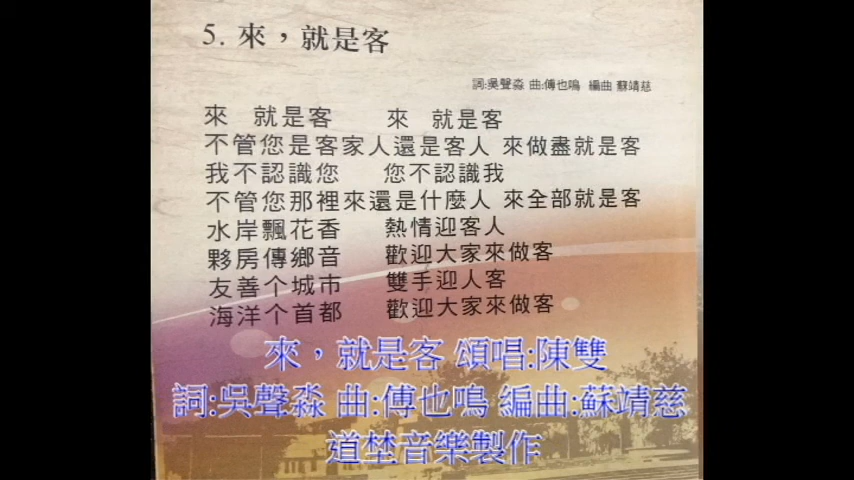 5. 來，就是客
詞:吳聲淼 曲:傅也鳴 編曲 蘇靖慈
來 就是客 來 就是客
不管您是客家人還是客人 來做盡就是客
我不認識您 您不認識我
不管您那裡來還是什麼人 來全部就是客
水岸飄花香 熱情迎客人
夥房傳鄉音 歡迎大家來做客
友善个城市 雙手迎人客
海洋个首都 歡迎大家來做客
來，就是客 頌唱:陳雙
詞:吳聲淼 曲:傅也鳴 編曲:蘇靖慈
道埜音樂製作